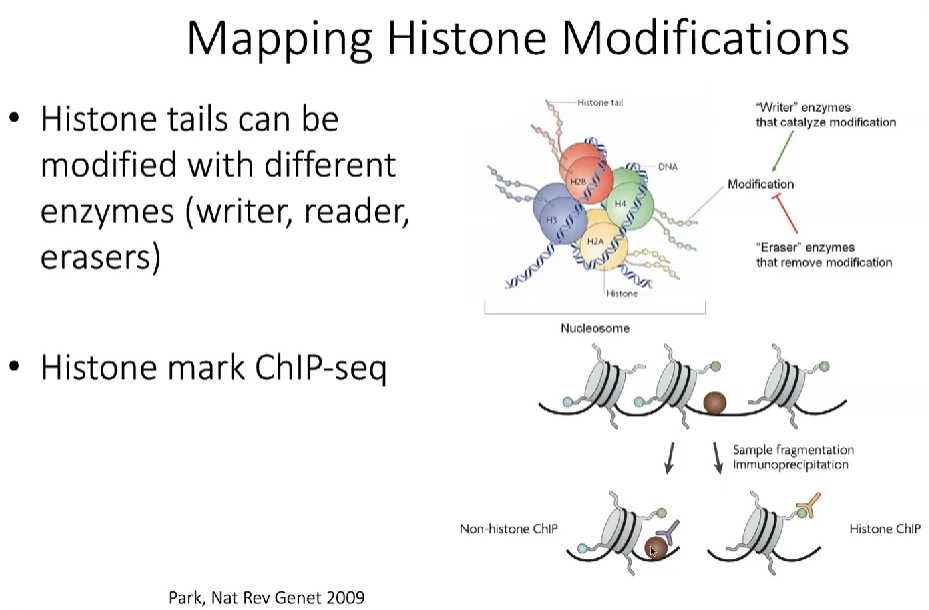 Mapping Histone Modifications
• Histone tails can be
modified with different
enzymes (writer, reader,
erasers)
• Histone mark ChIP-seq
Histone tail
DNA
H2B
H4
H3
H2A
Histone
"Writer" enzymes
that catalyze modification
Modification
"Eraser" enzymes
that remove modification
Nucleosome
Sample fragmentation
Immunoprecipitation
Non-histone ChIP
Histone ChIP
Park, Nat Rev Genet 2009